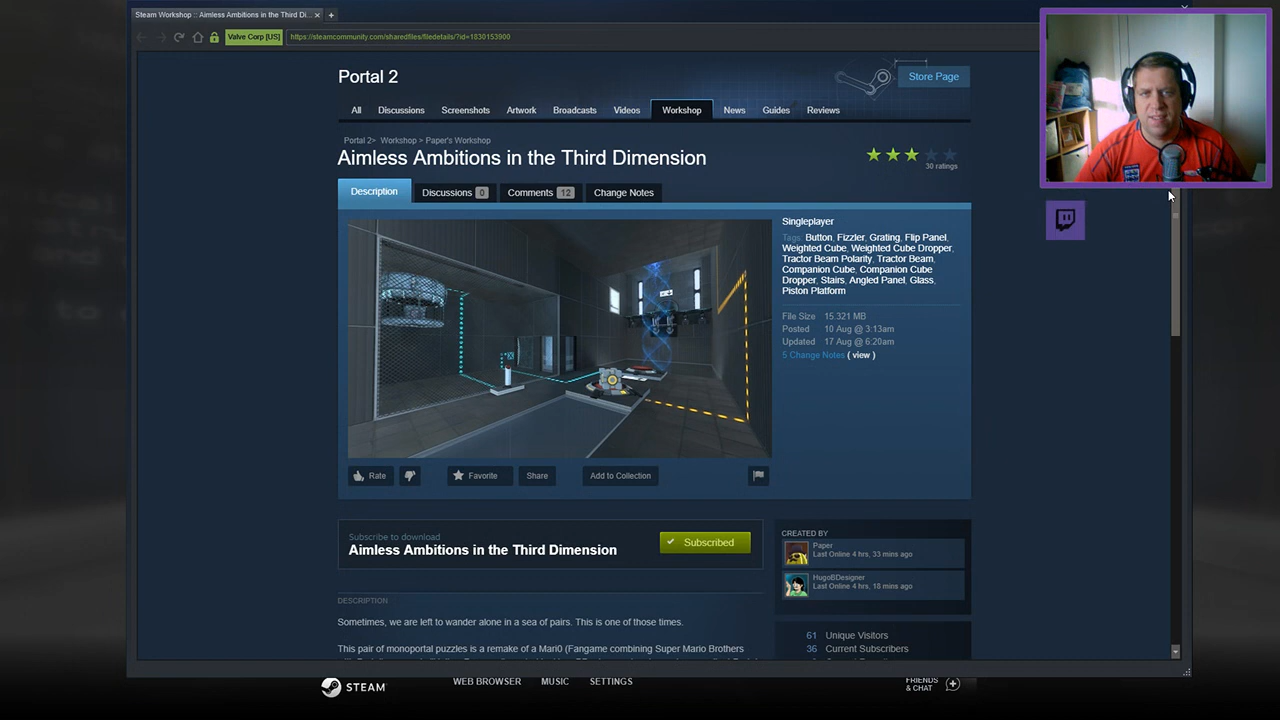 Steam Workshop :: Aimless Ambitions in the Third Di...
Valve Corp [US]
https://steamcommunity.com/sharedfiles/filedetails/?id=1830153900
Portal 2
Store Page
All Discussions Screenshots Artwork Broadcasts Videos Workshop News Guides Reviews
Portal 2> Workshop > Paper's Workshop
Aimless Ambitions in the Third Dimension
30 ratings
Description Discussions 0 Comments 12 Change Notes
Singleplayer
Tags: Button, Fizzler, Grating, Flip Panel,
Weighted Cube, Weighted Cube Dropper,
Tractor Beam Polarity, Tractor Beam,
Companion Cube, Companion Cube
Dropper, Stairs, Angled Panel, Glass,
Piston Platform
File Size 15.321 MB
Posted 10 Aug @ 3:13am
Updated 17 Aug @ 6:20am
5 Change Notes ( view )
Rate Favorite Share Add to Collection
Subscribe to download
Aimless Ambitions in the Third Dimension
Subscribed
CREATED BY
Paper
Last Online 4 hrs, 33 mins ago
HugoBDesigner
Last Online 4 hrs, 18 mins ago
DESCRIPTION
Sometimes, we are left to wander alone in a sea of pairs. This is one of those times.
This pair of monoportal puzzles is a remake of a Mari0 (Fangame combining Super Mario Brothers
61 Unique Visitors
36 Current Subscribers
STEAM
WEB BROWSER MUSIC SETTINGS
FRIENDS
& CHAT